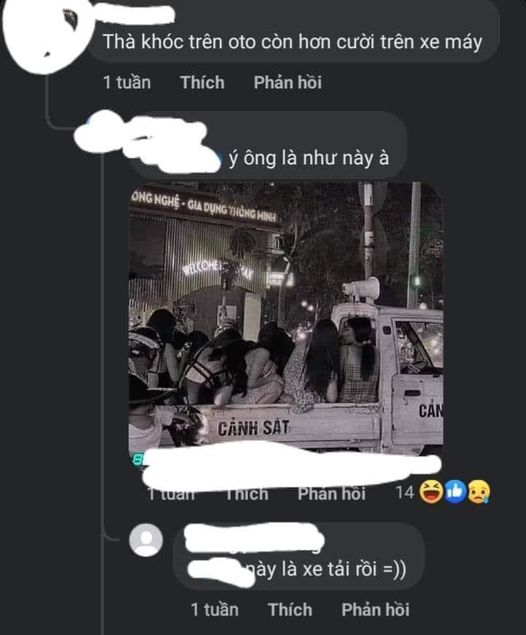 Thà khóc trên oto còn hơn cười trên xe máy
1 tuần Thích Phản hồi
ý ông là như này à
ÔNG NGHỆ - GIA DỤNG THÔNG MINH
WELCOME
CẢNH SÁT
CẢN
1 tuần Thích Phản hồi 14
này là xe tải rồi =))
1 tuần Thích Phản hồi